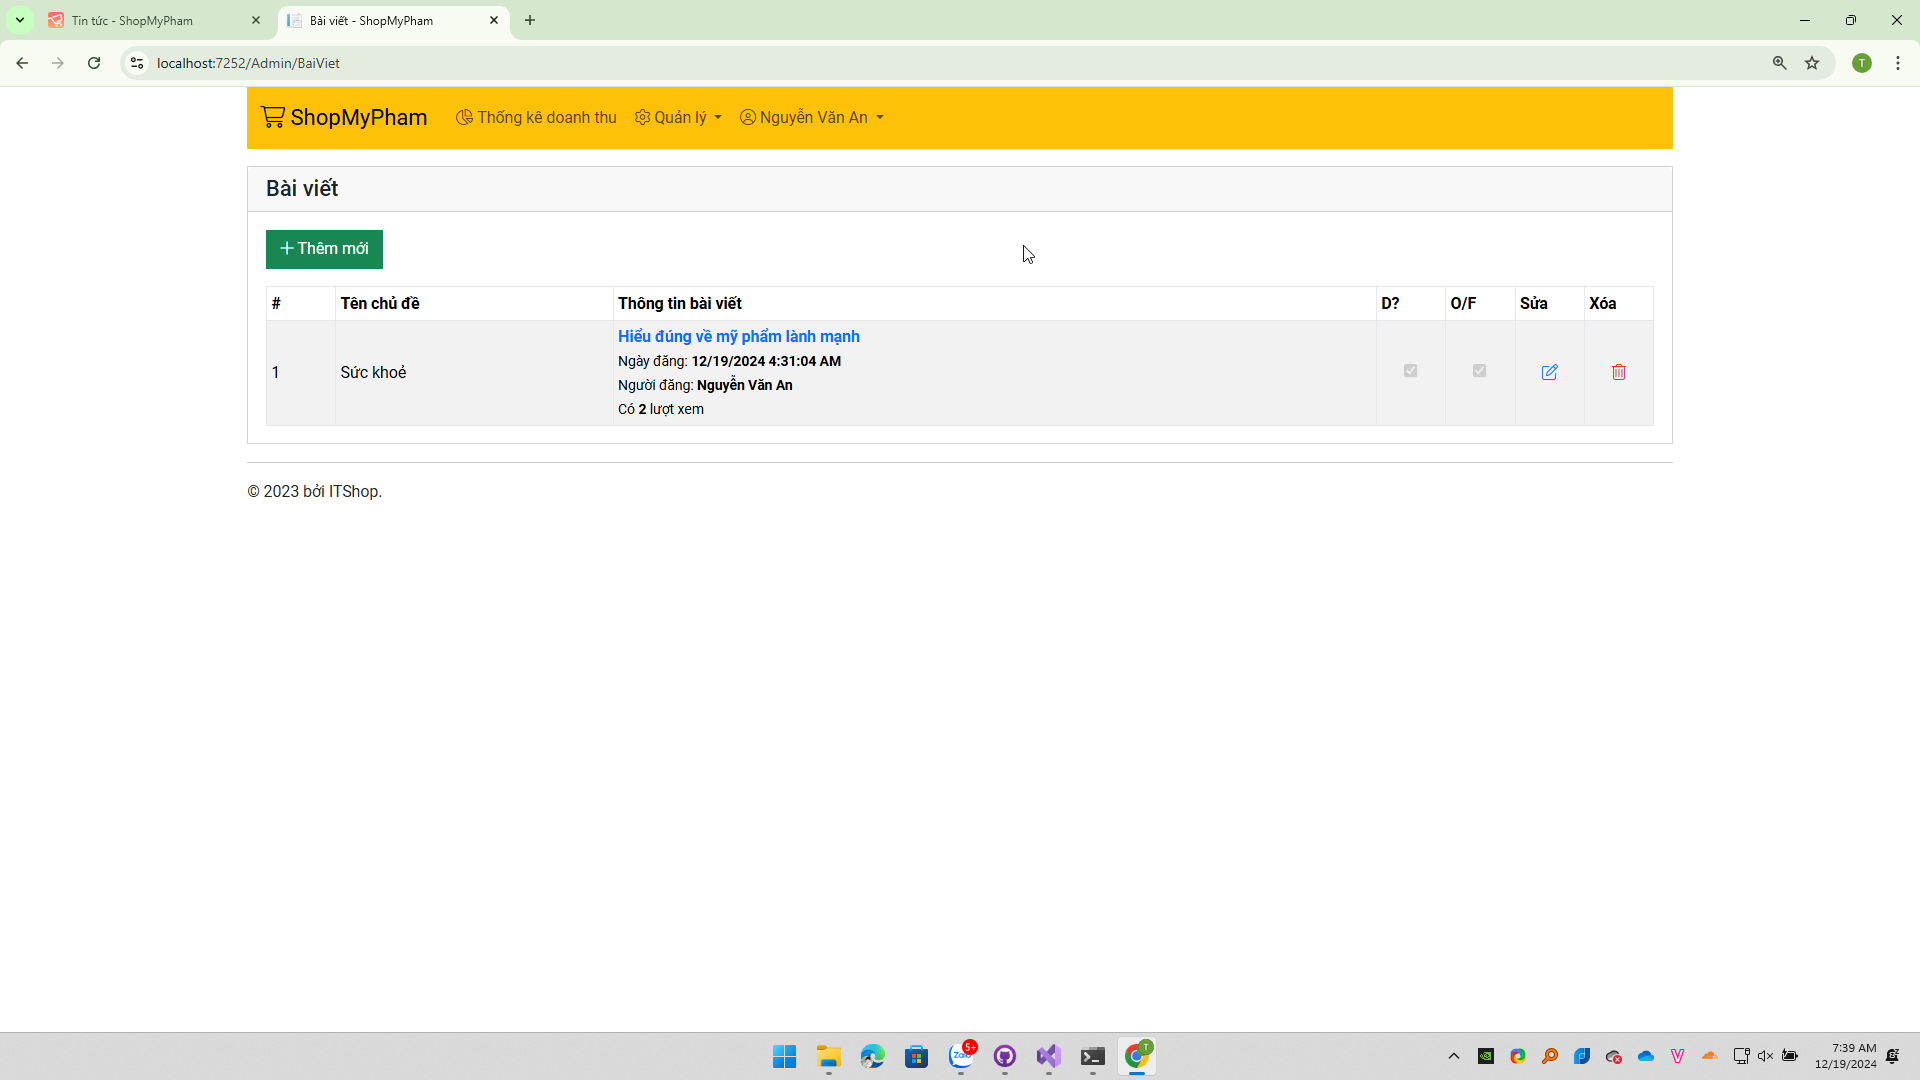 Tin tức - ShopMyPham
Bài viết - ShopMyPham
localhost:7252/Admin/BaiViet
T
ShopMyPham
Thống kê doanh thu
Quản lý
Nguyễn Văn An
Bài viết
Thêm mới
# Tên chủ đề Thông tin bài viết D? O/F Sửa Xóa
Hiểu đúng về mỹ phẩm lành mạnh
Ngày đăng: 12/19/2024 4:31:04 AM
1 Sức khoẻ
Người đăng: Nguyễn Văn An
Có 2 lượt xem
© 2023 bởi ITShop.
5+
Zalo
T
7:39 AM
12/19/2024